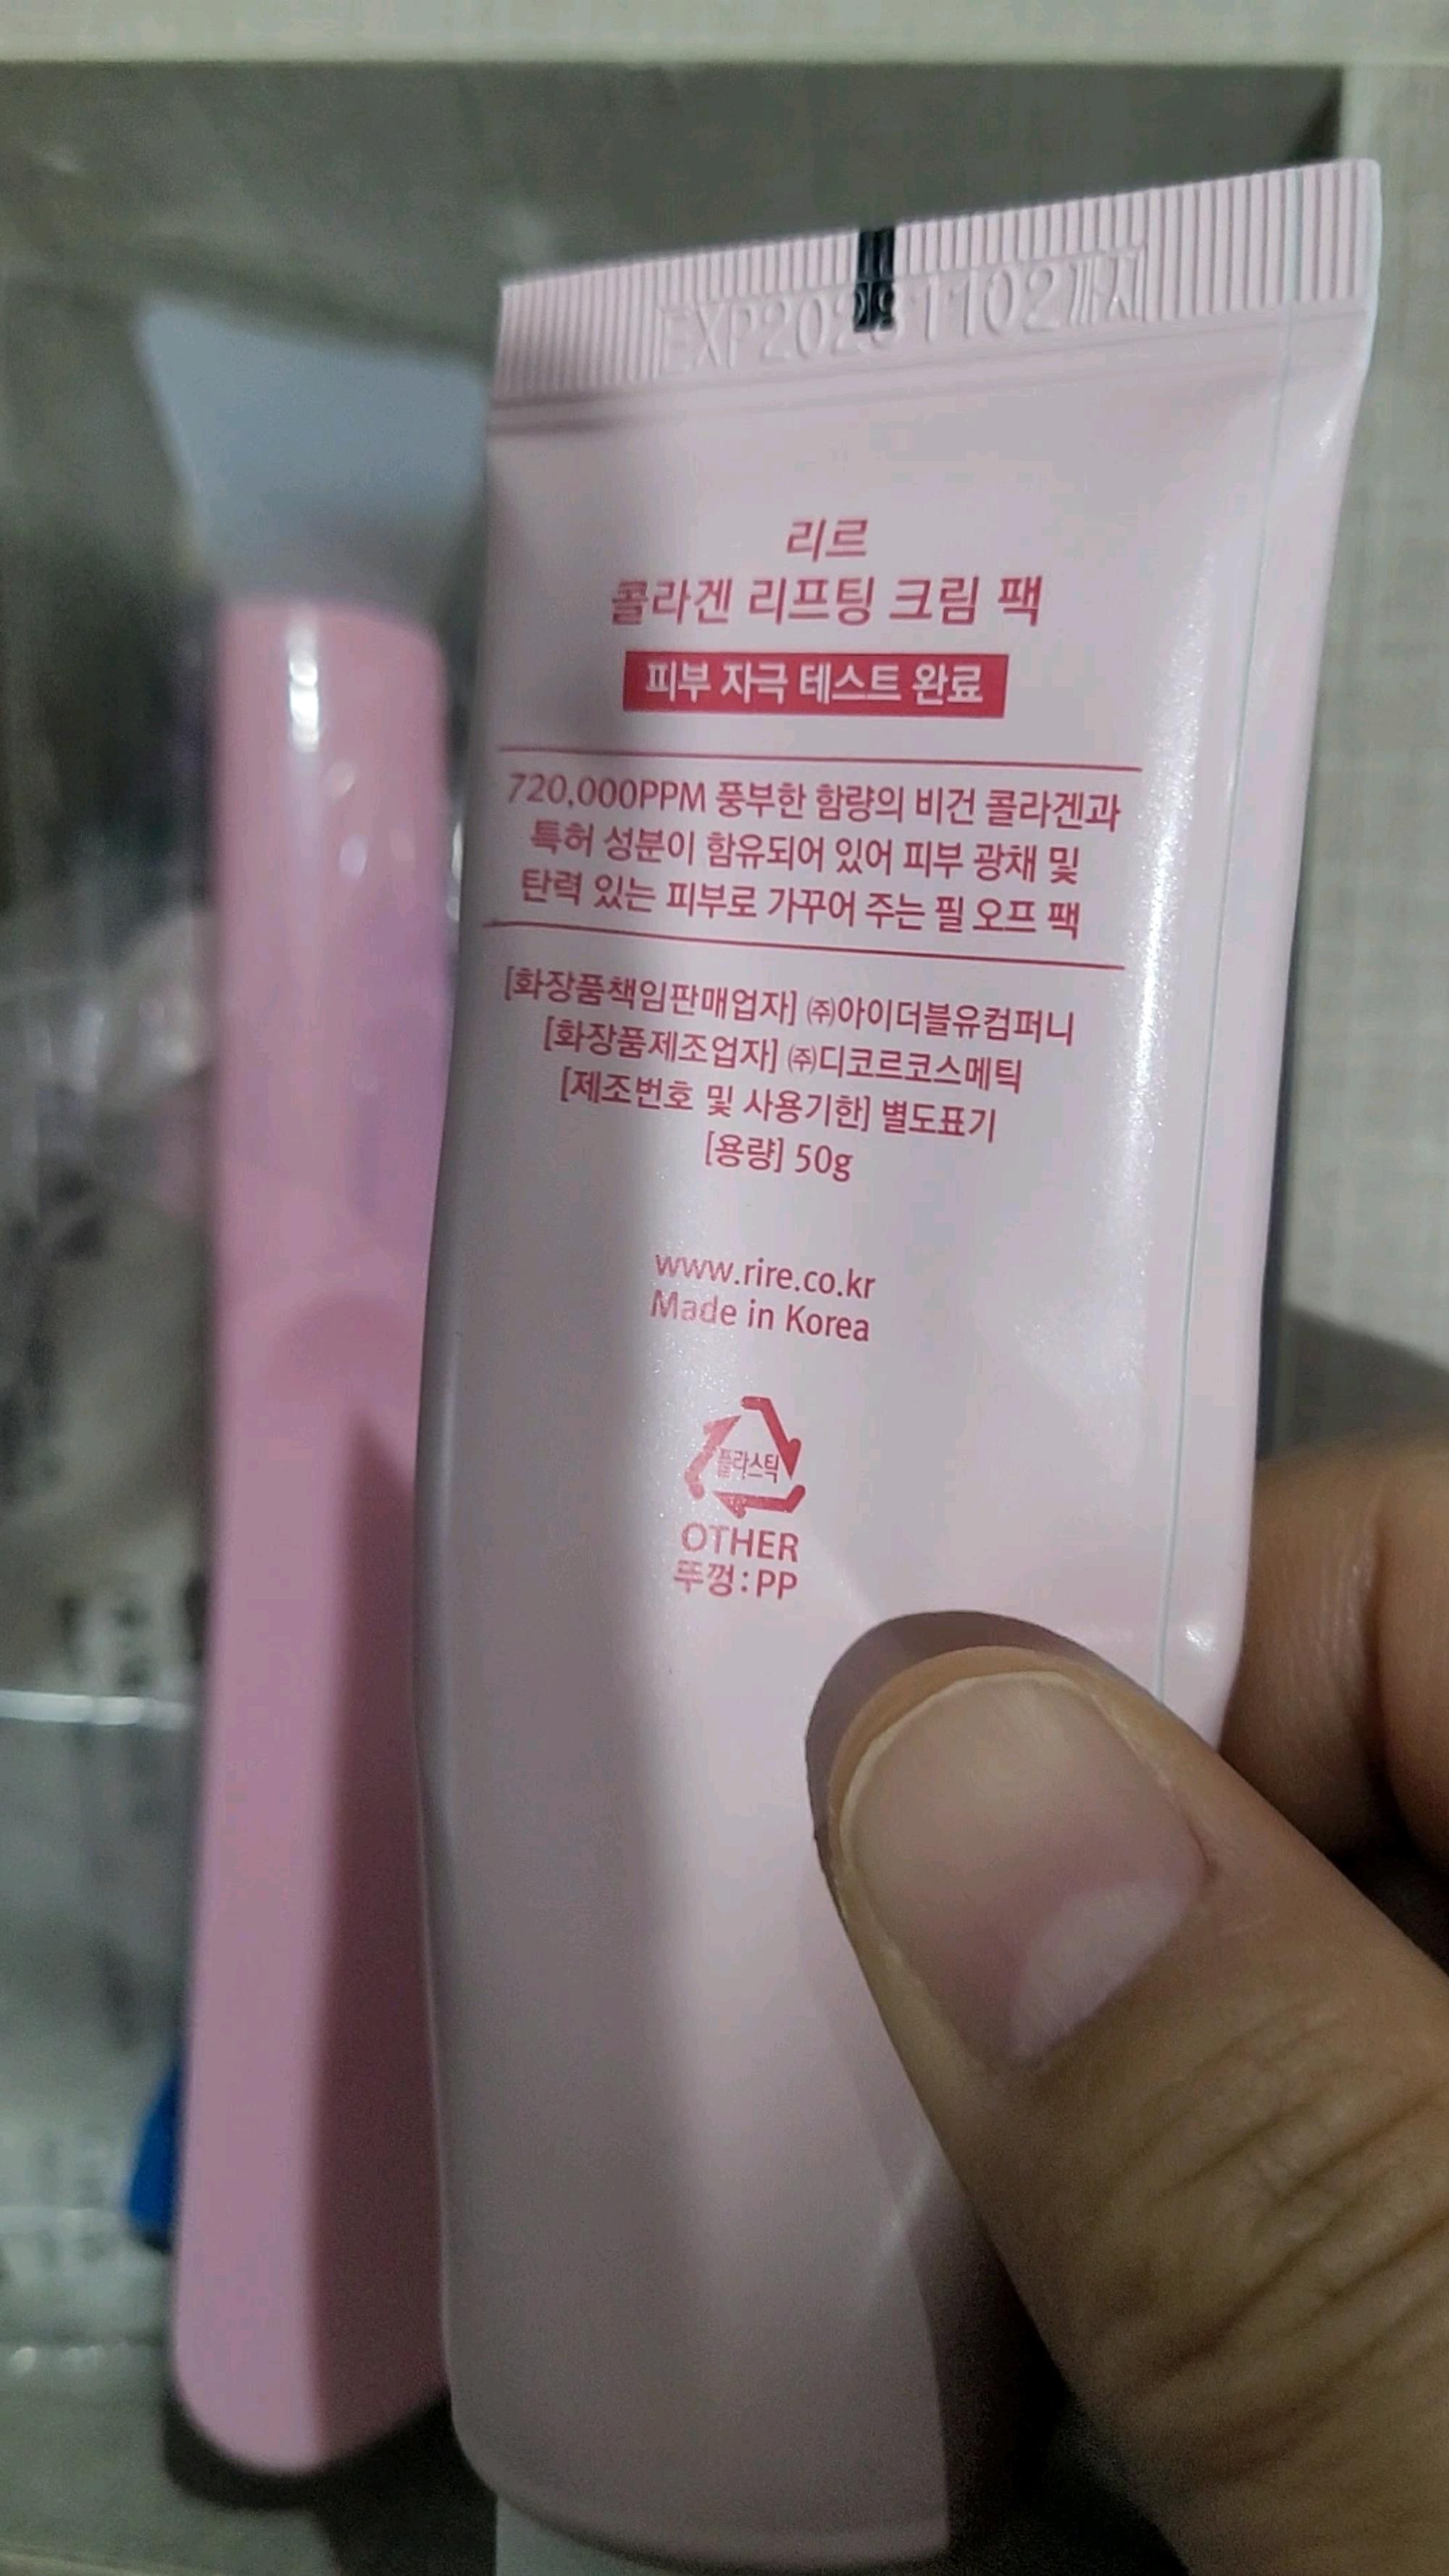 리르
콜라겐 리프팅 크림 팩
피부 자극 테스트 완료
720,000PPM 풍부한 함량의 비건 콜라겐과
특허 성분이 함유되어 있어 피부 광채 및
탄력 있는 피부로 가꾸어 주는 필 오프 팩
[화장품책임판매업자] ㈜아이더블유컴퍼니
[화장품제조업자] ㈜디코르코스메틱
[제조번호 및 사용기한] 별도표기
[용량] 50g
www.rire.co.kr
Made in Korea
플라스틱
OTHER
뚜껑:PP